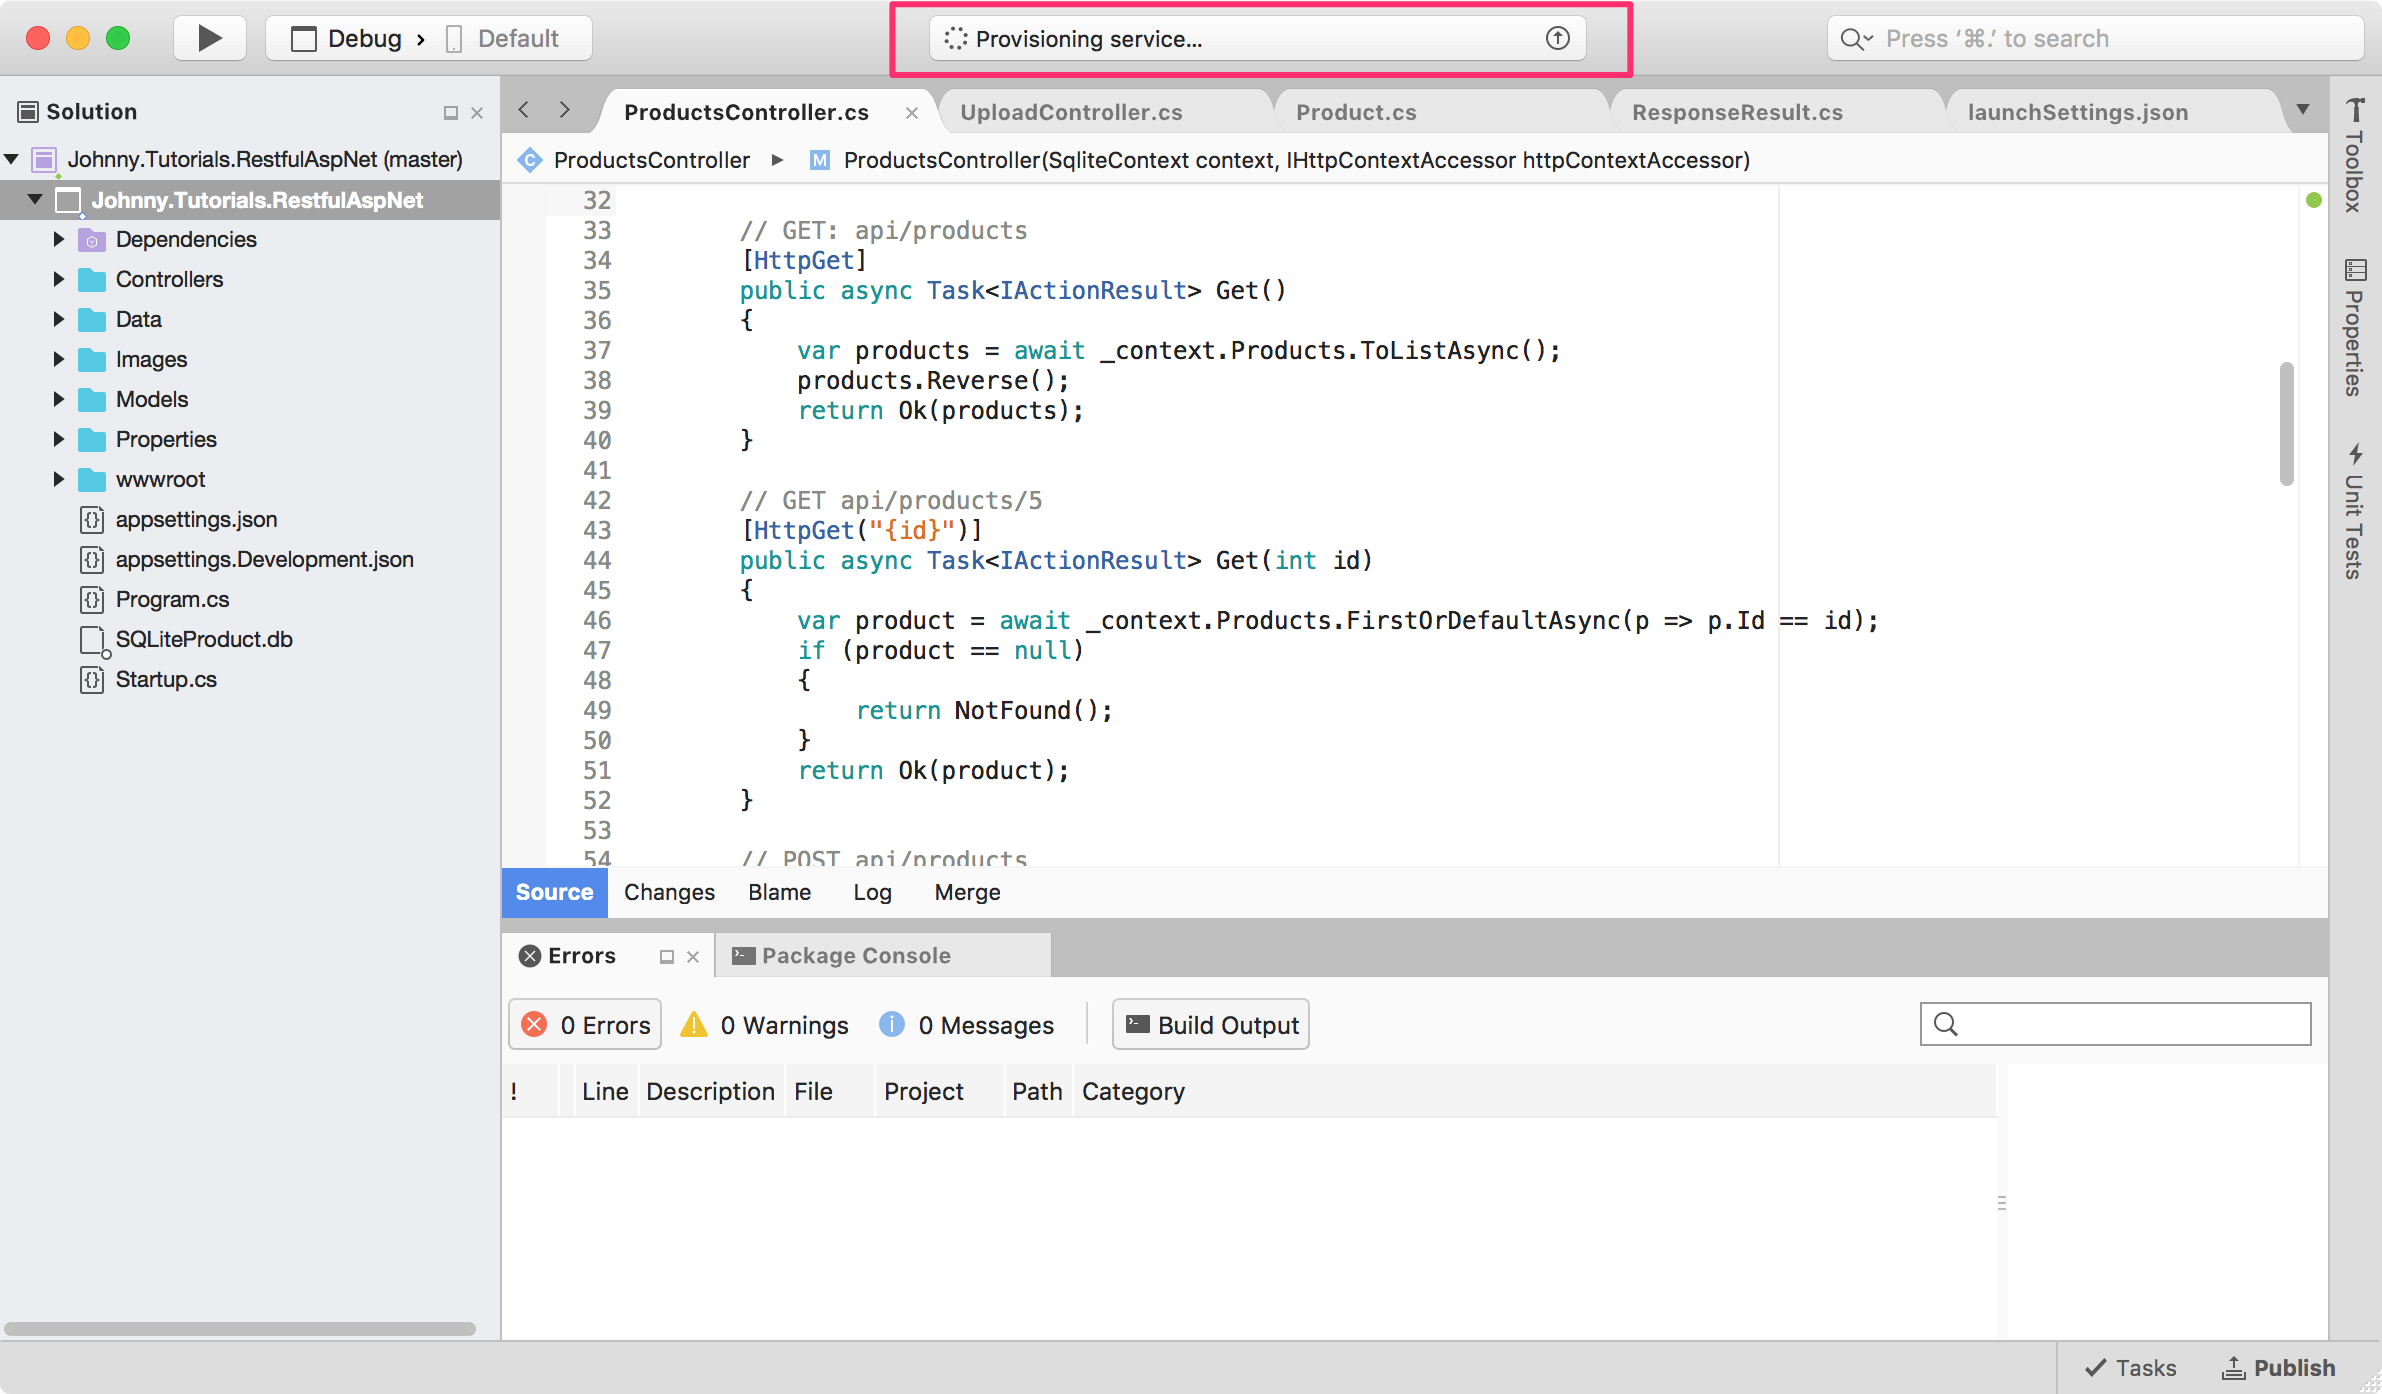 Debug › Default
Provisioning service...
Press ‘⌘.’ to search
Solution
Johnny.Tutorials.RestfulAspNet (master)
Johnny.Tutorials.RestfulAspNet
Dependencies
Controllers
Data
Images
Models
Properties
wwwroot
appsettings.json
appsettings.Development.json
Program.cs
SQLiteProduct.db
Startup.cs
ProductsController.cs
UploadController.cs
Product.cs
ResponseResult.cs
launchSettings.json
C ProductsController
M ProductsController(SqliteContext context, IHttpContextAccessor httpContextAccessor)
32
33 // GET: api/products
34 [HttpGet]
35 public async Task<IActionResult> Get()
36 {
37 var products = await _context.Products.ToListAsync();
38 products.Reverse();
39 return Ok(products);
40 }
41
42 // GET api/products/5
43 [HttpGet("{id}")]
44 public async Task<IActionResult> Get(int id)
45 {
46 var product = await _context.Products.FirstOrDefaultAsync(p => p.Id == id);
47 if (product == null)
48 {
49 return NotFound();
50 }
51 return Ok(product);
52 }
53
54 // POST api/products
Source Changes Blame Log Merge
Errors
Package Console
0 Errors
0 Warnings
0 Messages
Build Output
! Line Description File Project Path Category
Toolbox
Properties
Unit Tests
Tasks
Publish